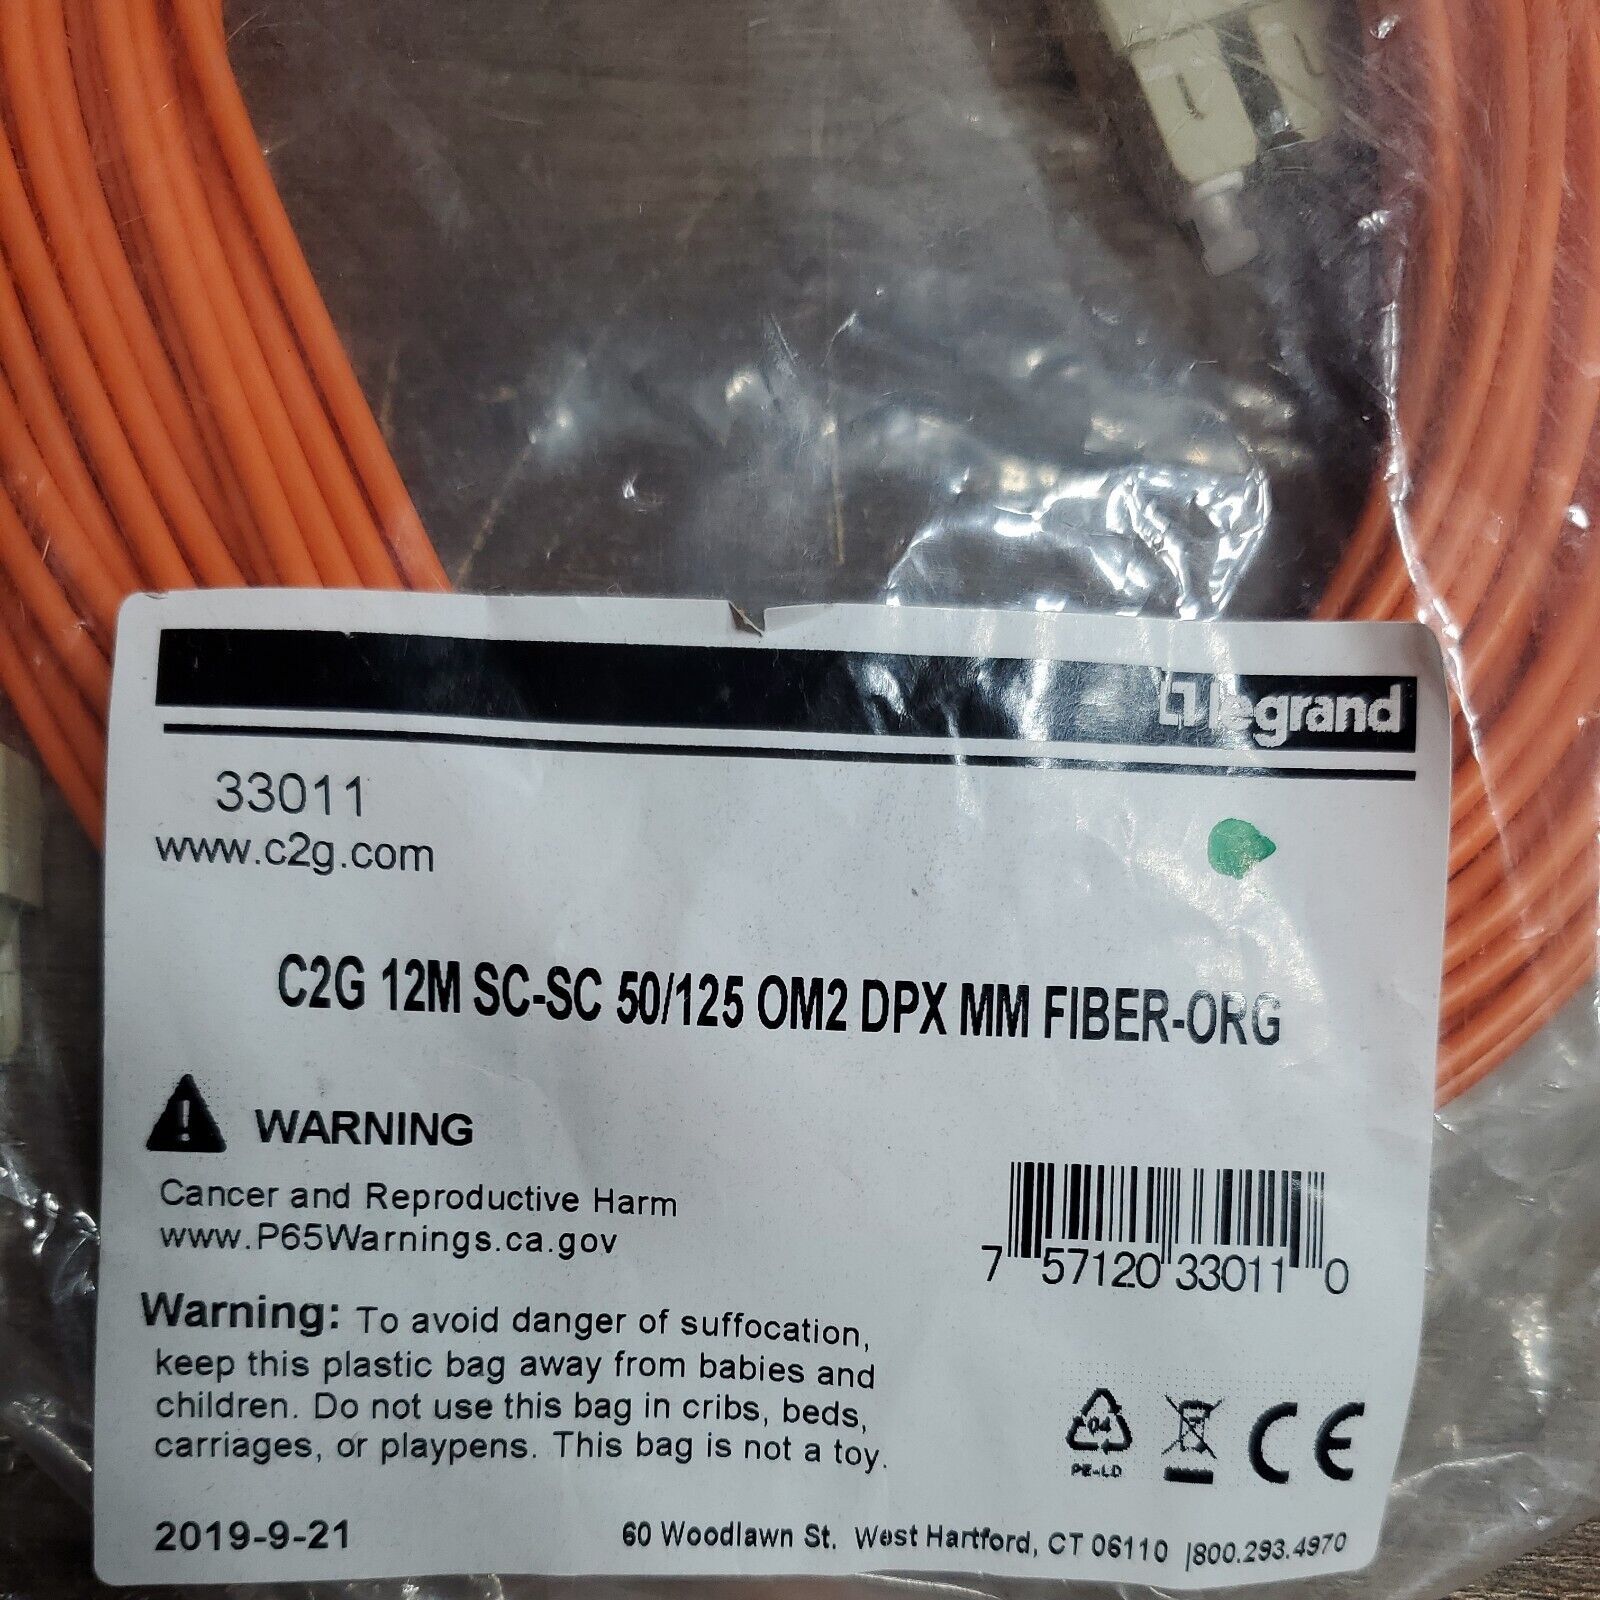 legrand
33011
www.c2g.com
C2G 12M SC-SC 50/125 OM2 DPX MM FIBER-ORG
WARNING
Cancer and Reproductive Harm
www.P65Warnings.ca.gov
7 57120 33011 0
Warning: To avoid danger of suffocation,
keep this plastic bag away from babies and
children. Do not use this bag in cribs, beds,
carriages, or playpens. This bag is not a toy.
04
PE-LD
CE
2019-9-21
60 Woodlawn St. West Hartford, CT 06110 |800.293.4970